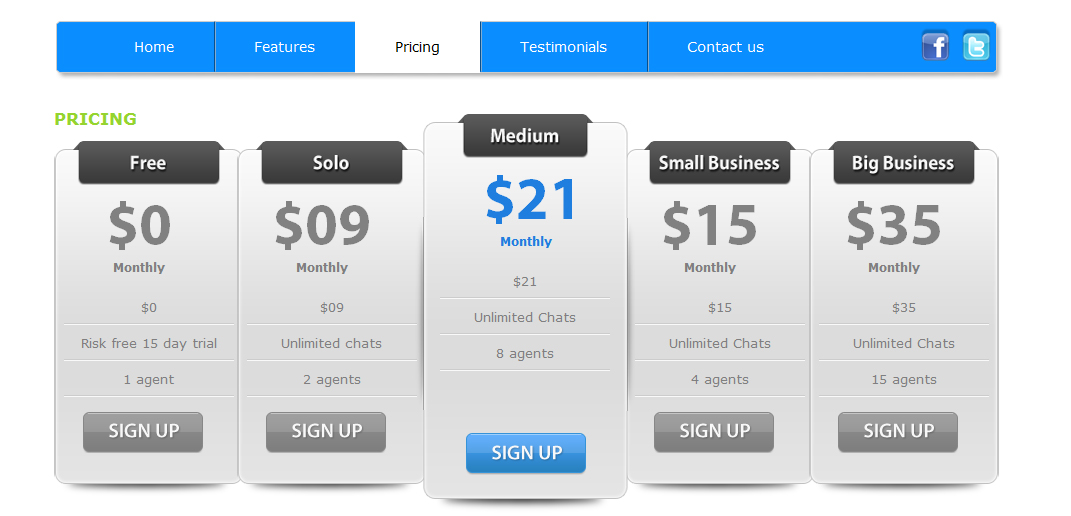 Home
Features
Pricing
Testimonials
Contact us
f
t
PRICING
Free
$0
Monthly
$0
Risk free 15 day trial
1 agent
SIGN UP
Solo
$09
Monthly
$09
Unlimited chats
2 agents
SIGN UP
Medium
$21
Monthly
$21
Unlimited Chats
8 agents
SIGN UP
Small Business
$15
Monthly
$15
Unlimited Chats
4 agents
SIGN UP
Big Business
$35
Monthly
$35
Unlimited Chats
15 agents
SIGN UP